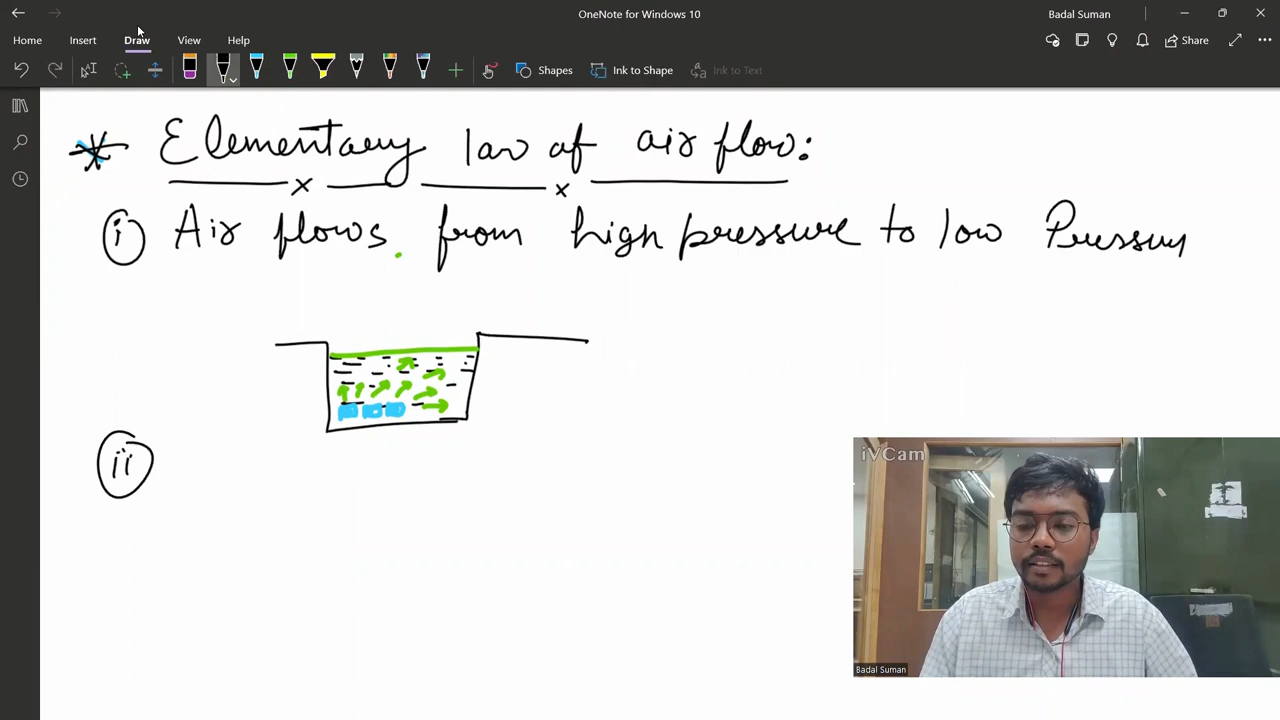 OneNote for Windows 10
Badal Suman
Home Insert Draw View Help
Share
Shapes Ink to Shape Ink to Text
Elementary law of air flow:
i Air flows from high pressure to low Pressure
ii
iVCam
Badal Suman